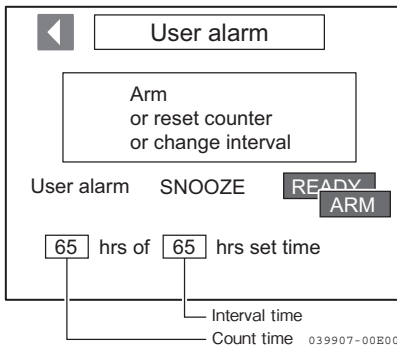 User alarm
Arm
or reset counter
or change interval
User alarm SNOOZE READY
ARM
65 hrs of 65 hrs set time
Interval time
Count time 039907-00E00